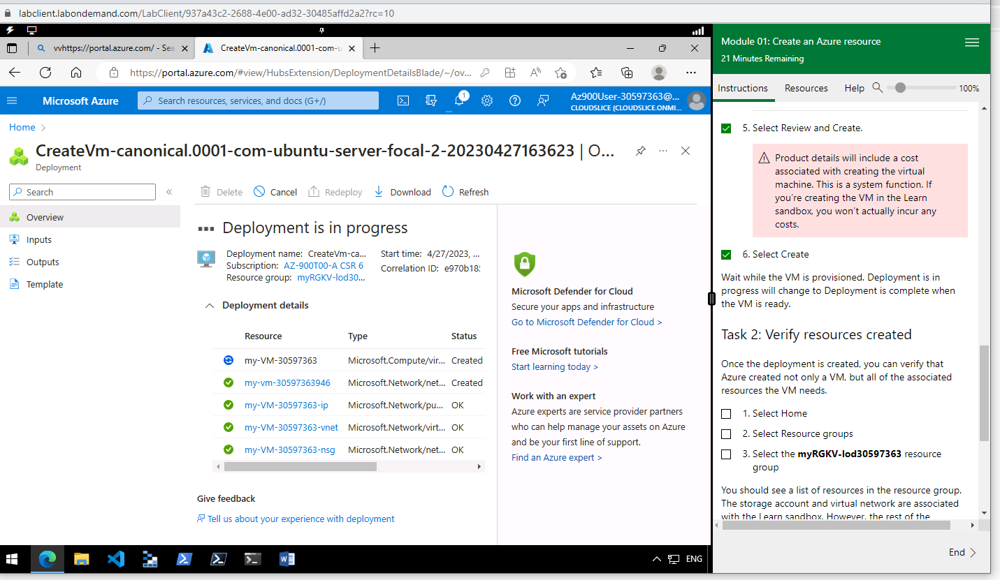 labclient.labondemand.com/LabClient/937a43c2-2688-4e00-ad32-30485affd2a2?rc=10
vvhttps://portal.azure.com/ - Sea
CreateVm-canonical.0001-com-u
https://portal.azure.com/#view/HubsExtension/DeploymentDetailsBlade/~/ov...
Microsoft Azure
Search resources, services, and docs (G+/)
1
Az900User-30597363@...
CLOUDSLICE (CLOUDSLICE.ONMI...
Home
CreateVm-canonical.0001-com-ubuntu-server-focal-2-20230427163623 | O...
Deployment
Search
Overview
Inputs
Outputs
Template
Delete
Cancel
Redeploy
Download
Refresh
Deployment is in progress
Deployment name: CreateVm-ca...
Subscription: AZ-900T00-A CSR 6
Resource group: myRGKV-lod30...
Start time: 4/27/2023, ...
Correlation ID: e970b185
Deployment details
Resource Type Status
my-VM-30597363 Microsoft.Compute/vir... Created
my-vm-30597363946 Microsoft.Network/net... Created
my-VM-30597363-ip Microsoft.Network/pu... OK
my-VM-30597363-vnet Microsoft.Network/virt... OK
my-VM-30597363-nsg Microsoft.Network/net... OK
Give feedback
Tell us about your experience with deployment
Microsoft Defender for Cloud
Secure your apps and infrastructure
Go to Microsoft Defender for Cloud >
Free Microsoft tutorials
Start learning today >
Work with an expert
Azure experts are service provider partners
who can help manage your assets on Azure
and be your first line of support.
Find an Azure expert >
ENG
Module 01: Create an Azure resource
21 Minutes Remaining
Instructions Resources Help 100%
5. Select Review and Create.
Product details will include a cost
associated with creating the virtual
machine. This is a system function. If
you're creating the VM in the Learn
sandbox, you won't actually incur any
costs.
6. Select Create
Wait while the VM is provisioned. Deployment is in
progress will change to Deployment is complete when
the VM is ready.
Task 2: Verify resources created
Once the deployment is created, you can verify that
Azure created not only a VM, but all of the associated
resources the VM needs.
1. Select Home
2. Select Resource groups
3. Select the myRGKV-lod30597363 resource
group
You should see a list of resources in the resource group.
The storage account and virtual network are associated
with the Learn sandbox. However, the rest of the
End